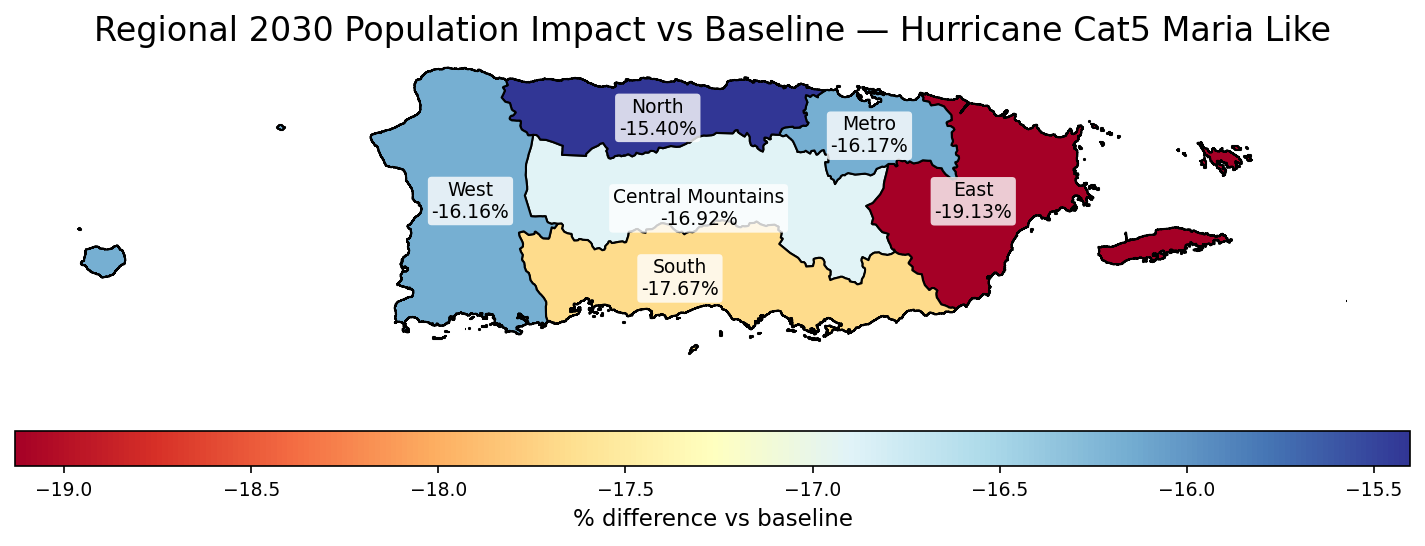 Regional 2030 Population Impact vs Baseline — Hurricane Cat5 Maria Like
North
-15.40%
Metro
-16.17%
West
-16.16%
Central Mountains
-16.92%
East
-19.13%
South
-17.67%
−19.0 −18.5 −18.0 −17.5 −17.0 −16.5 −16.0 −15.5
% difference vs baseline